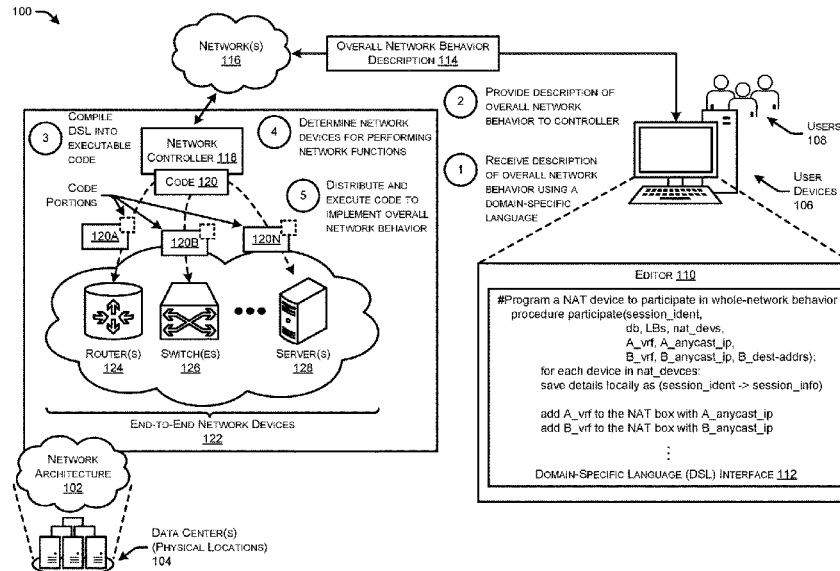 100
NETWORK(S)
116
OVERALL NETWORK BEHAVIOR
DESCRIPTION 114
3
COMPILE
DSL INTO
EXECUTABLE
CODE
NETWORK
CONTROLLER 118
CODE 120
4
DETERMINE NETWORK
DEVICES FOR PERFORMING
NETWORK FUNCTIONS
2
PROVIDE DESCRIPTION OF
OVERALL NETWORK
BEHAVIOR TO CONTROLLER
1
RECEIVE DESCRIPTION
OF OVERALL NETWORK
BEHAVIOR USING A
DOMAIN-SPECIFIC
LANGUAGE
USERS
108
USER
DEVICES
106
CODE
PORTIONS
5
DISTRIBUTE AND
EXECUTE CODE TO
IMPLEMENT OVERALL
NETWORK BEHAVIOR
120A
120B
120N
ROUTER(S)
124
SWITCH(ES)
126
SERVER(S)
128
END-TO-END NETWORK DEVICES
122
EDITOR 110
#Program a NAT device to participate in whole-network behavior
procedure participate(session_ident,
db, LBs, nat_devs,
A_vrf, A_anycast_ip,
B_vrf, B_anycast_ip, B_dest-addrs);
for each device in nat_devces:
save details locally as (session_ident -> session_info)
add A_vrf to the NAT box with A_anycast_ip
add B_vrf to the NAT box with B_anycast_ip
DOMAIN-SPECIFIC LANGUAGE (DSL) INTERFACE 112
NETWORK
ARCHITECTURE
102
DATA CENTER(S)
(PHYSICAL LOCATIONS)
104